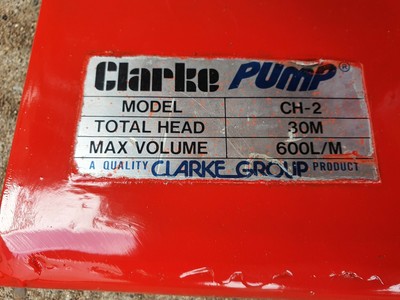 Clarke PUMP®
MODEL CH-2
TOTAL HEAD 30M
MAX VOLUME 600L/M
A QUALITY CLARKE GROUP PRODUCT